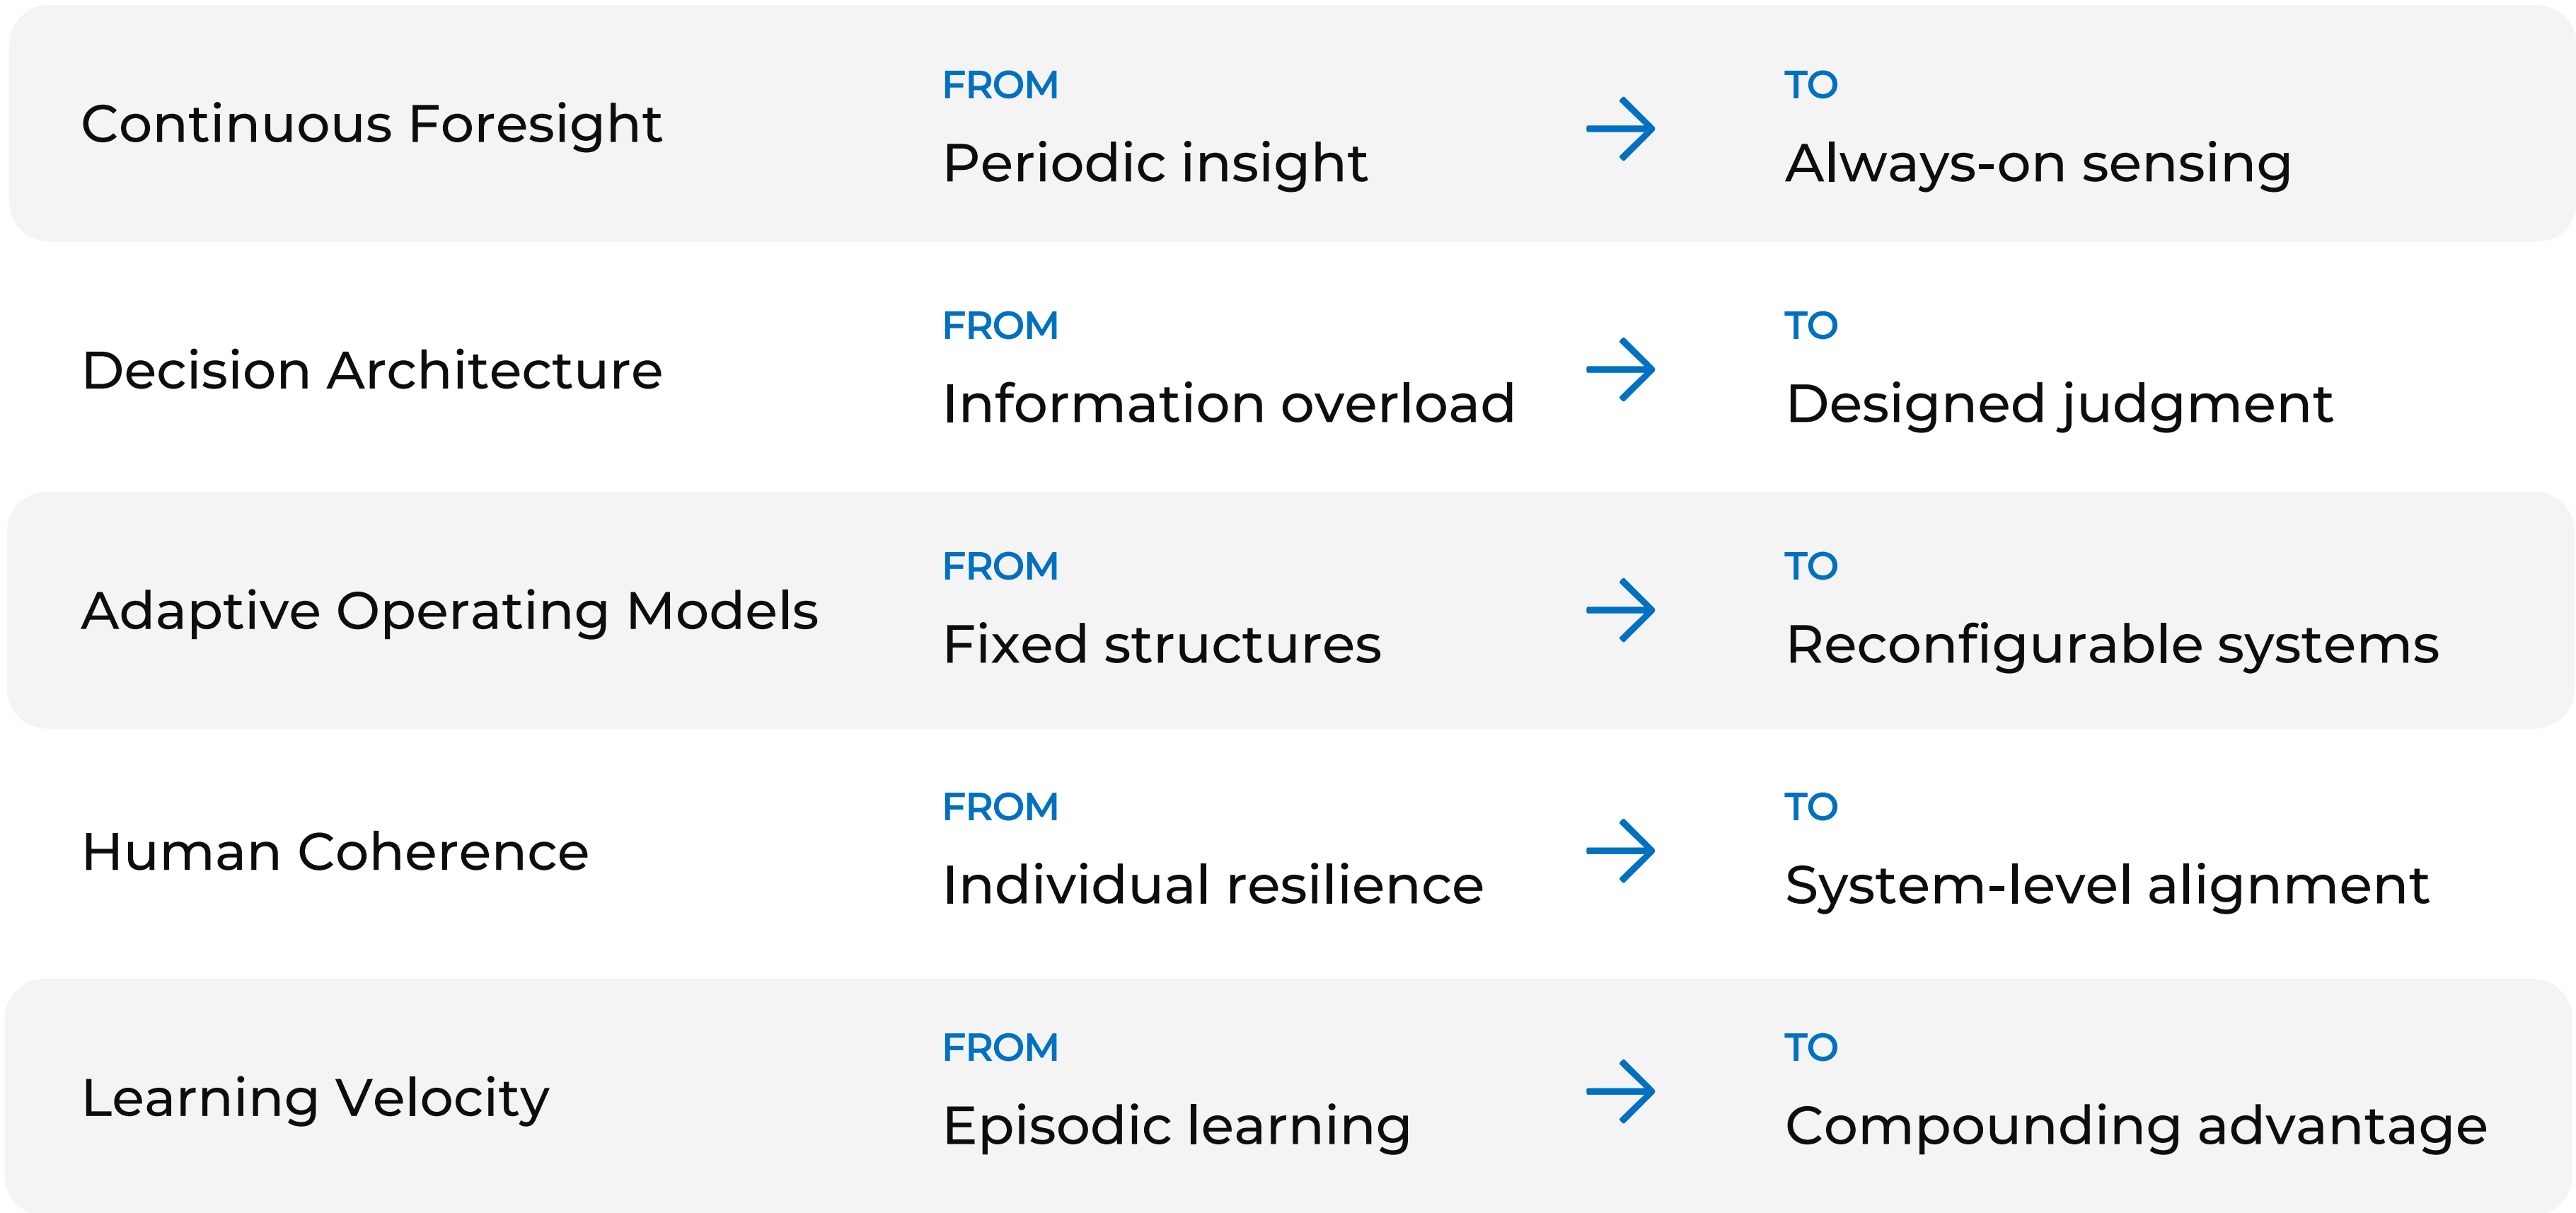 Continuous Foresight
FROM
Periodic insight
TO
Always-on sensing
Decision Architecture
FROM
Information overload
TO
Designed judgment
Adaptive Operating Models
FROM
Fixed structures
TO
Reconfigurable systems
Human Coherence
FROM
Individual resilience
TO
System-level alignment
Learning Velocity
FROM
Episodic learning
TO
Compounding advantage